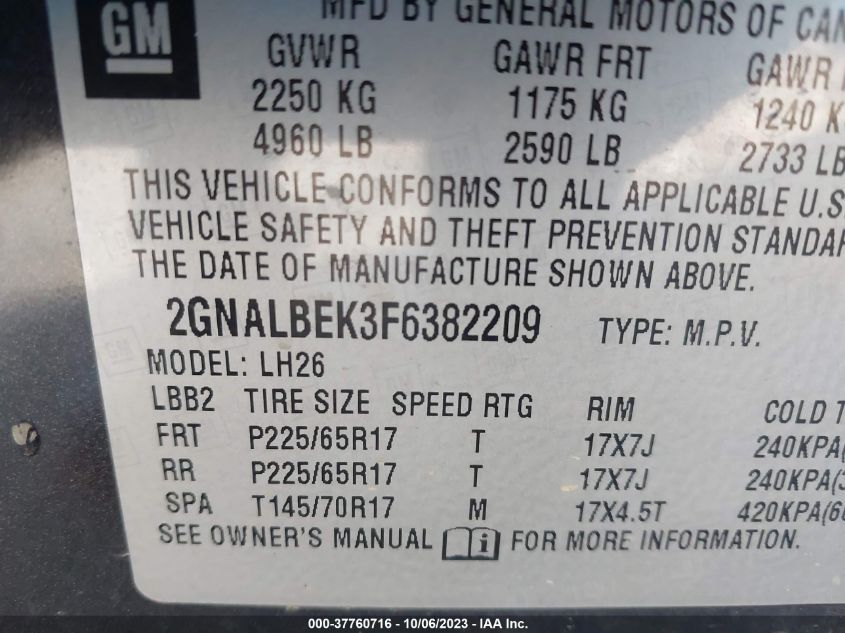 GM
MFD BY GENERAL MOTORS OF CAN
GVWR GAWR FRT GAWR
2250 KG 1175 KG 1240 K
4960 LB 2590 LB 2733 LB
THIS VEHICLE CONFORMS TO ALL APPLICABLE U.S.
VEHICLE SAFETY AND THEFT PREVENTION STANDAR
THE DATE OF MANUFACTURE SHOWN ABOVE.
2GNALBEK3F6382209 TYPE: M.P.V.
MODEL: LH26
LBB2 TIRE SIZE SPEED RTG RIM COLD T
FRT P225/65R17 T 17X7J 240KPA(
RR P225/65R17 T 17X7J 240KPA(3
SPA T145/70R17 M 17X4.5T 420KPA(60
SEE OWNER'S MANUAL i FOR MORE INFORMATION.
000-37760716 - 10/06/2023 - IAA Inc.